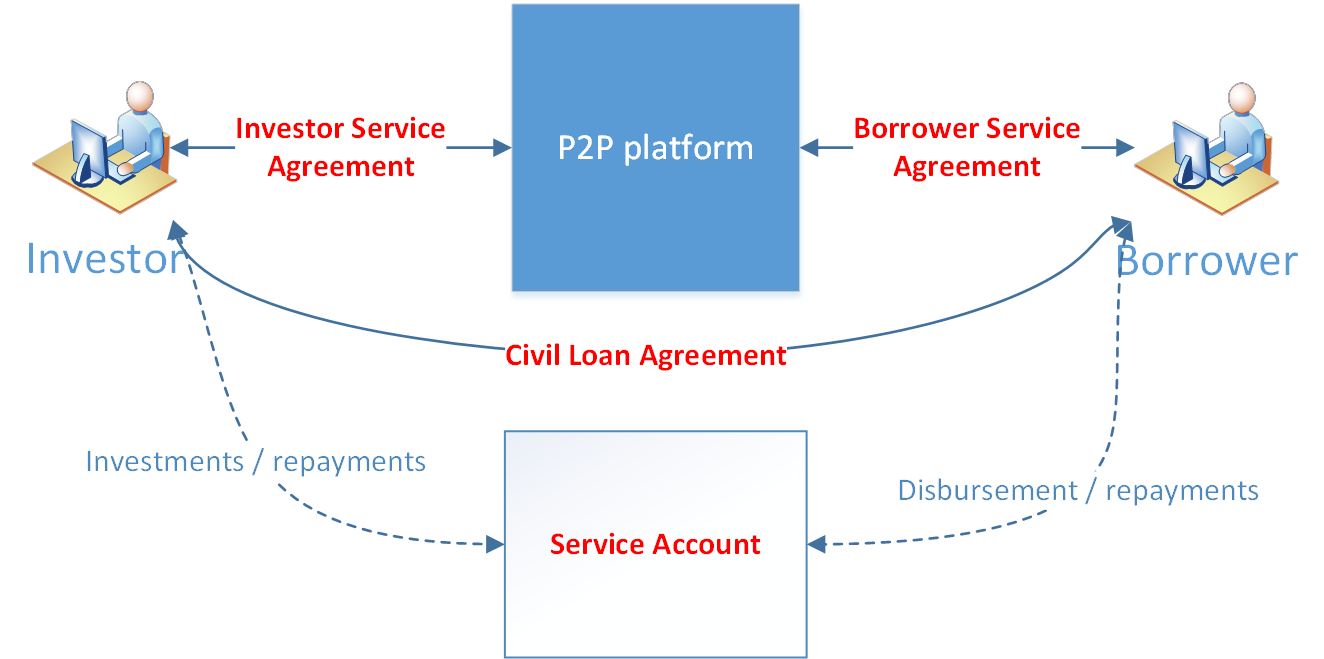 Investor Service
Agreement
P2P platform
Borrower Service
Agreement
Investor
Borrower
Civil Loan Agreement
Investments / repayments
Disbursement / repayments
Service Account